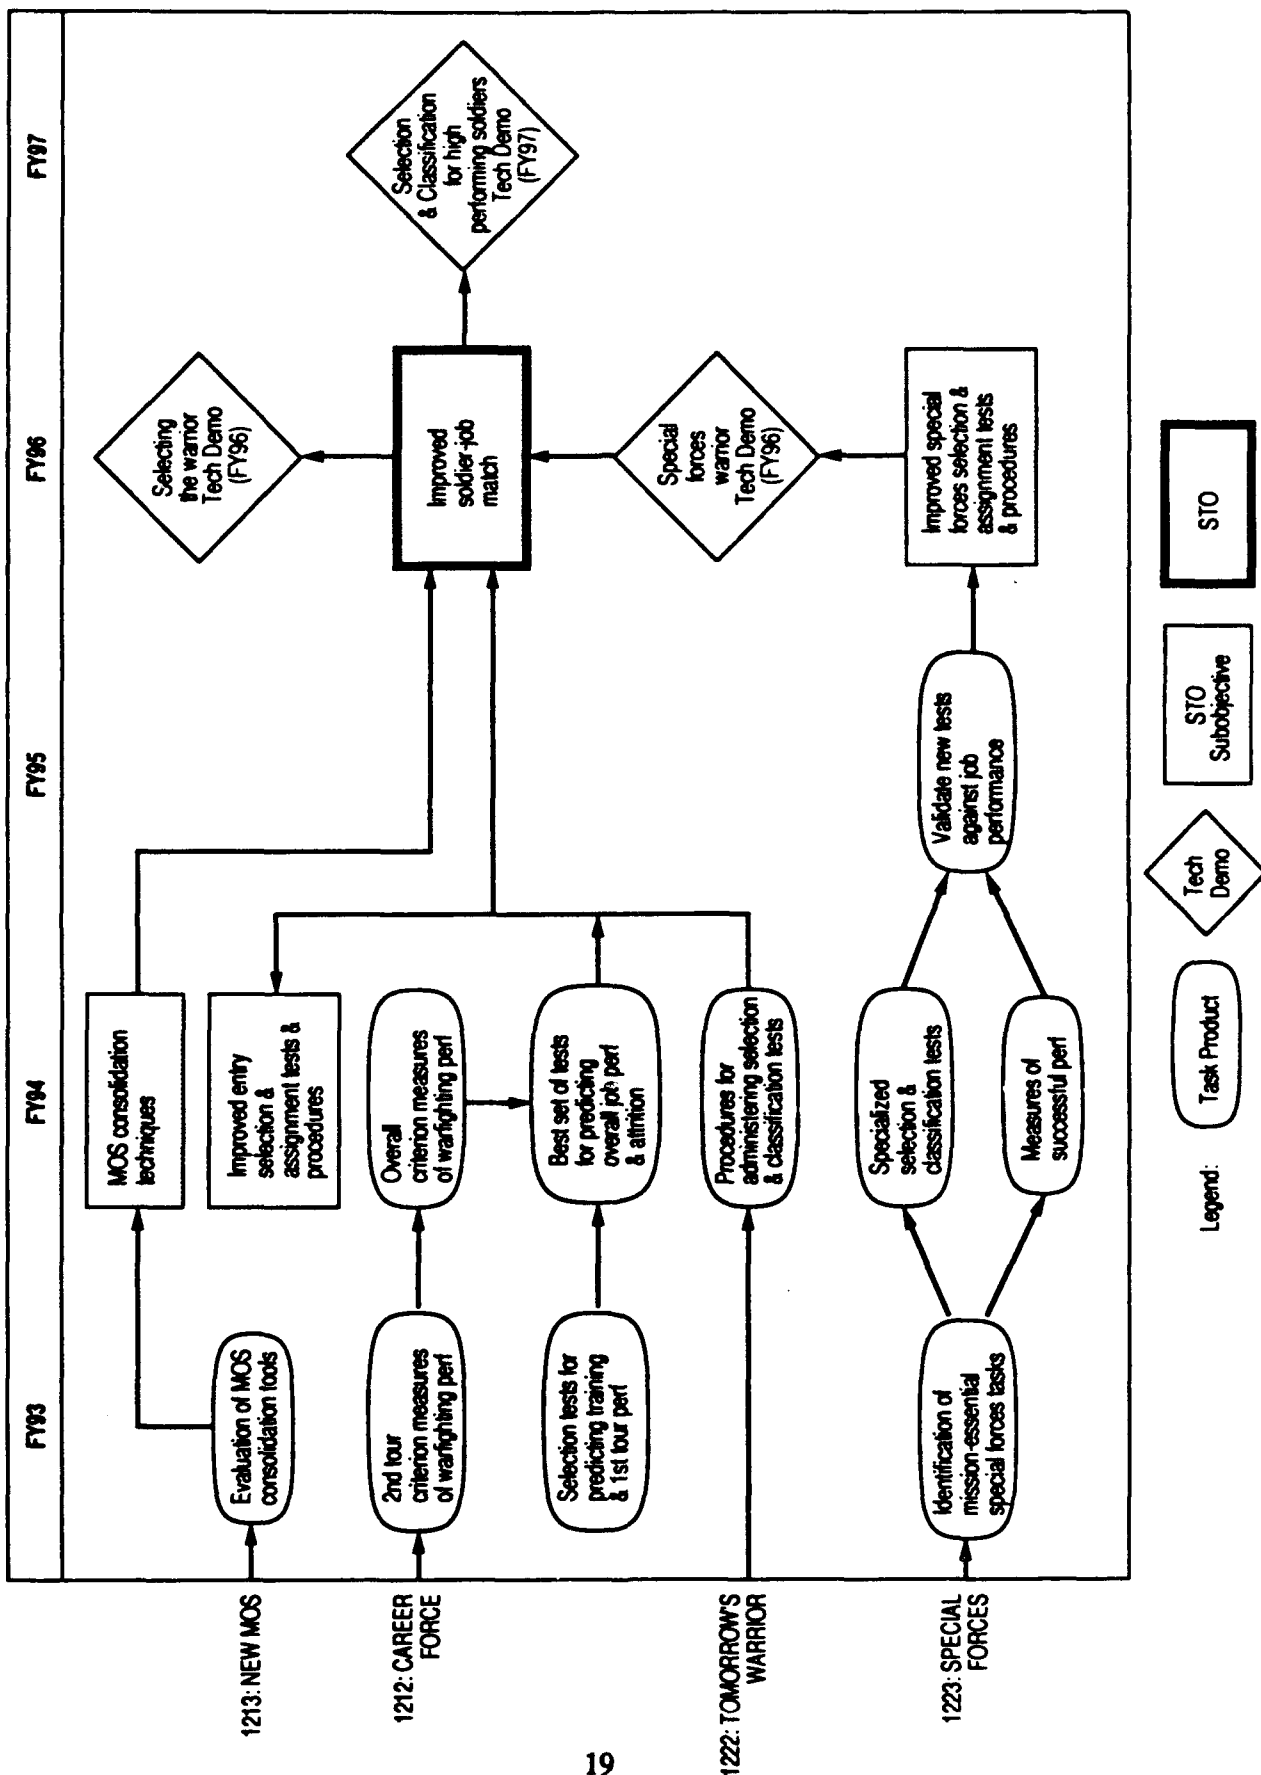 FY93
FY94
FY95
FY96
FY97
1213: NEW MOS
Evaluation of MOS
consolidation tools
MOS consolidation
techniques
Improved entry
selection &
assignment tests &
procedures
Selecting
the warrior
Tech Demo
(FY96)
1212: CAREER
FORCE
2nd tour
criterion measures
of warfighting perf
Overall
criterion measures
of warfighting perf
Improved
soldier-job
match
Selection
& Classification
for high
performing soldiers
Tech Demo
(FY97)
Selection tests for
predicting training
& 1st tour perf
Best set of tests
for predicting
overall job perf
& attrition
1222: TOMORROW'S
WARRIOR
Procedures for
administering selection
& classification tests
Special
forces
warrior
Tech Demo
(FY96)
1223: SPECIAL
FORCES
Identification of
mission-essential
special forces tasks
Specialized
selection &
classification tests
Measures of
successful perf
Validate new tests
against job
performance
Improved special
forces selection &
assignment tests
& procedures
Legend:
Task Product
Tech
Demo
STO
Subobjective
STO
19